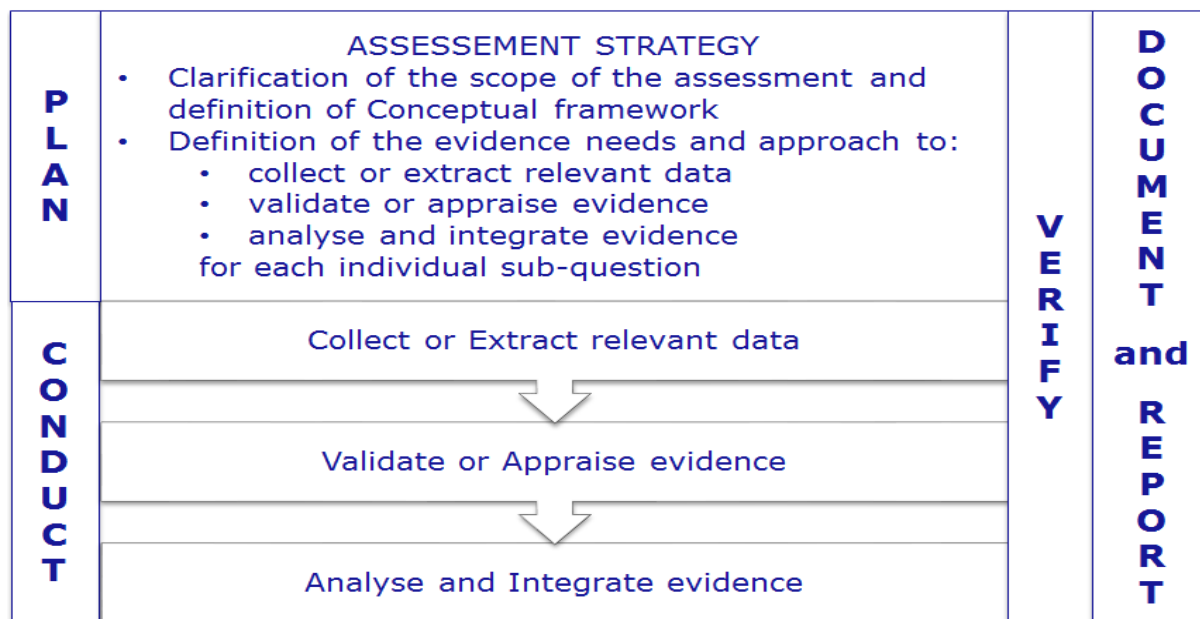 PLAN
ASSESSEMENT STRATEGY
• Clarification of the scope of the assessment and
definition of Conceptual framework
• Definition of the evidence needs and approach to:
• collect or extract relevant data
• validate or appraise evidence
• analyse and integrate evidence
for each individual sub-question
CONDUCT
Collect or Extract relevant data
Validate or Appraise evidence
Analyse and Integrate evidence
VERIFY
DOCUMENT
and
REPORT